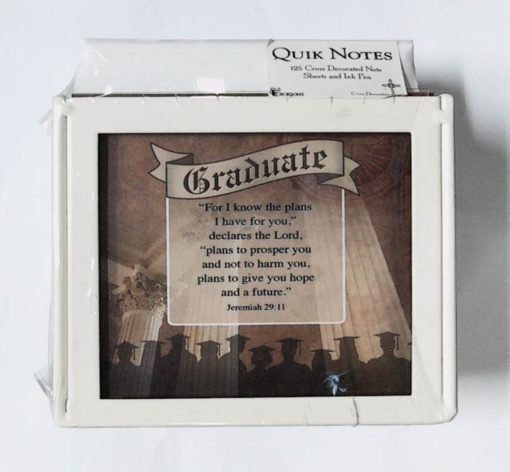 QUIK NOTES
125 Cross Decorated Note
Sheets and Ink Pen
Graduate
“For I know the plans
I have for you,”
declares the Lord,
“plans to prosper you
and not to harm you,
plans to give you hope
and a future.”
Jeremiah 29:11